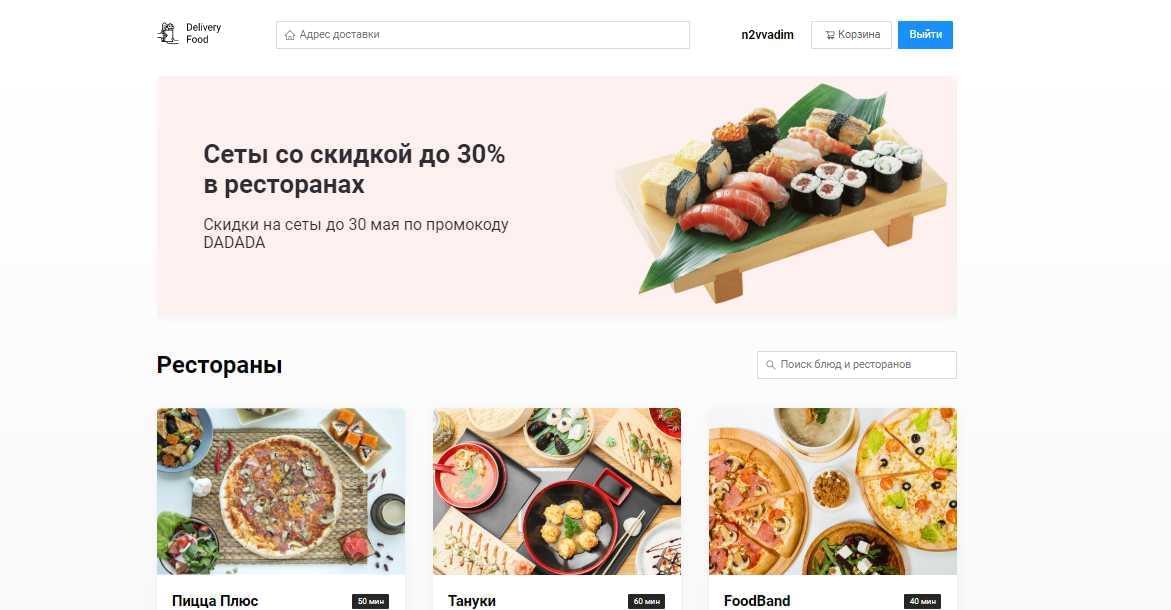 Delivery
Food
Адрес доставки
n2vvadim
Корзина
Выйти
Сеты со скидкой до 30%
в ресторанах
Скидки на сеты до 30 мая по промокоду
DADADA
Рестораны
Поиск блюд и ресторанов
Пицца Плюс
50 мин
Тануки
60 мин
FoodBand
40 мин